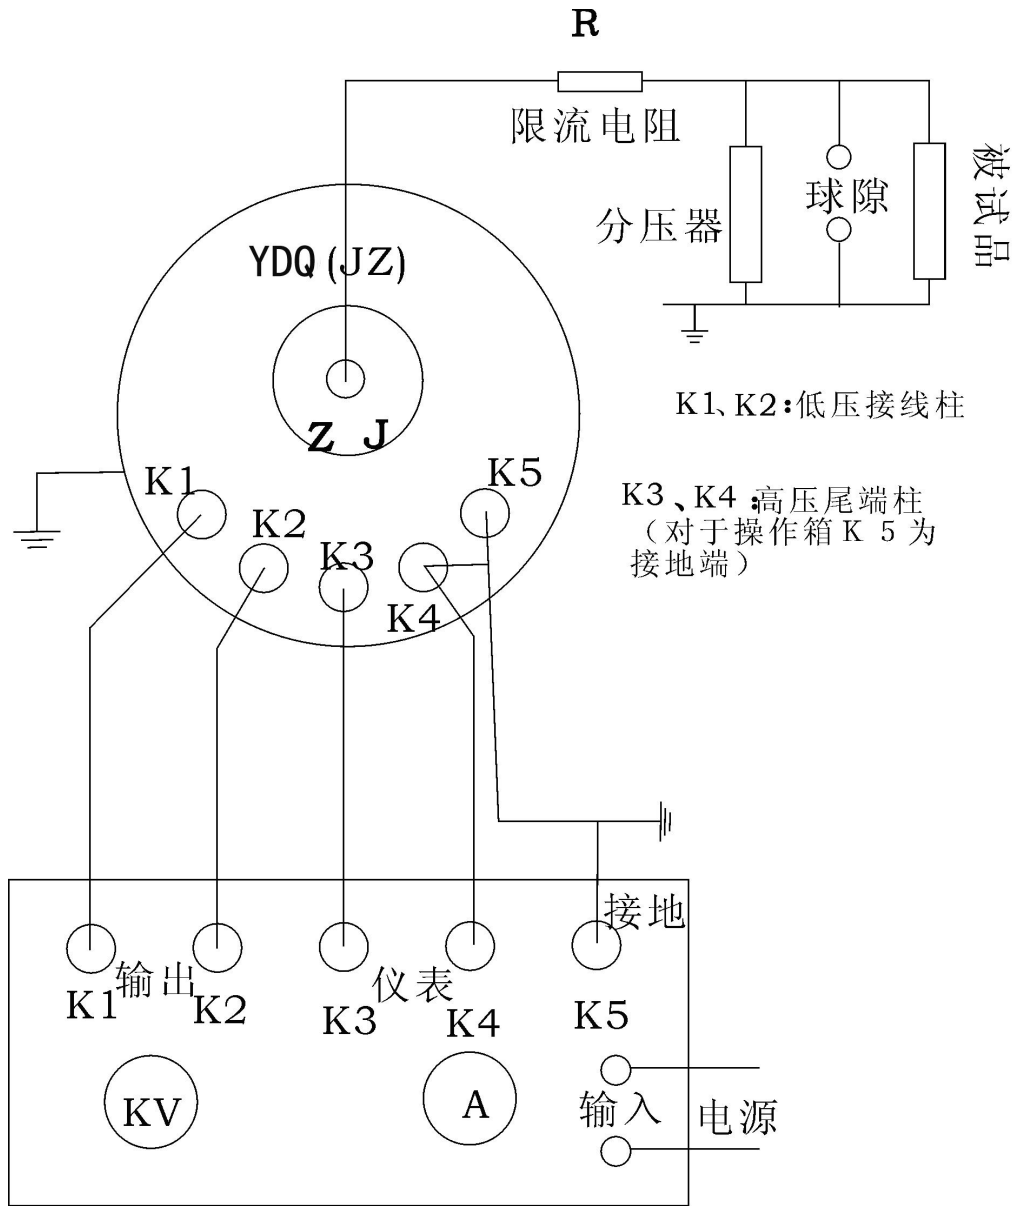 R
限流电阻
分压器
球隙
被试品
YDQ(JZ)
Z J
K1、K2:低压接线柱
K3、K4:高压尾端柱
(对于操作箱K 5为
接地端)
K1
K2
K3
K4
K5
接地
输出
仪表
K1
K2
K3
K4
K5
KV
A
输入
电源